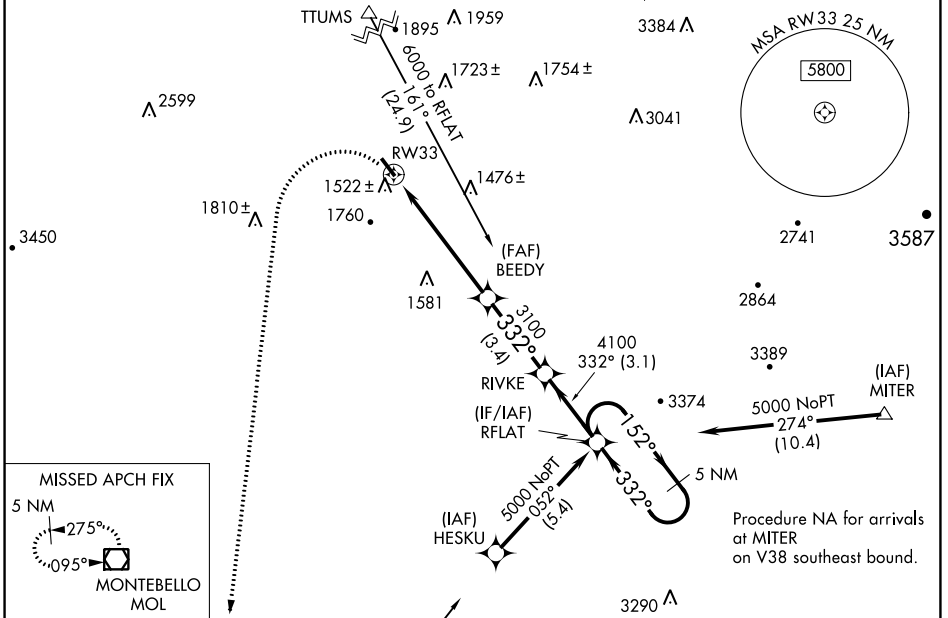 TTUMS
1895
1959
3384
MSA RW33 25 NM
5800
6000 to RFLAT
161°
(24.9)
1723±
1754±
2599
3041
RW33
1522±
1476±
1810±
1760
3450
2741
3587
(FAF)
BEEDY
1581
2864
3100
332°
(3.4)
4100
332° (3.1)
3389
RIVKE
(IAF)
MITER
3374
5000 NoPT
274°
(10.4)
(IF/IAF)
RFLAT
152°
332°
5 NM
MISSED APCH FIX
5 NM
275°
095°
MONTEBELLO
MOL
5000 NoPT
052°
(5.4)
(IAF)
HESKU
Procedure NA for arrivals
at MITER
on V38 southeast bound.
3290